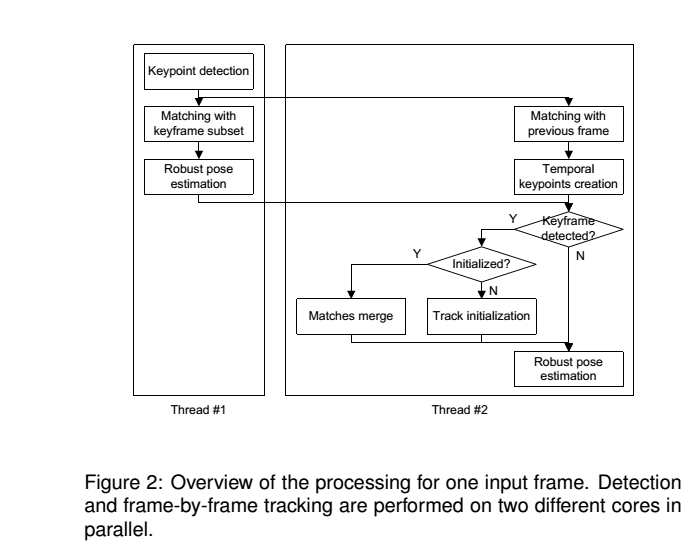 Keypoint detection
Matching with
keyframe subset
Robust pose
estimation
Thread #1
Matching with
previous frame
Temporal
keypoints creation
Keyframe
detected?
Y
N
Initialized?
Y
N
Matches merge
Track initialization
Robust pose
estimation
Thread #2
Figure 2: Overview of the processing for one input frame. Detection
and frame-by-frame tracking are performed on two different cores in
parallel.